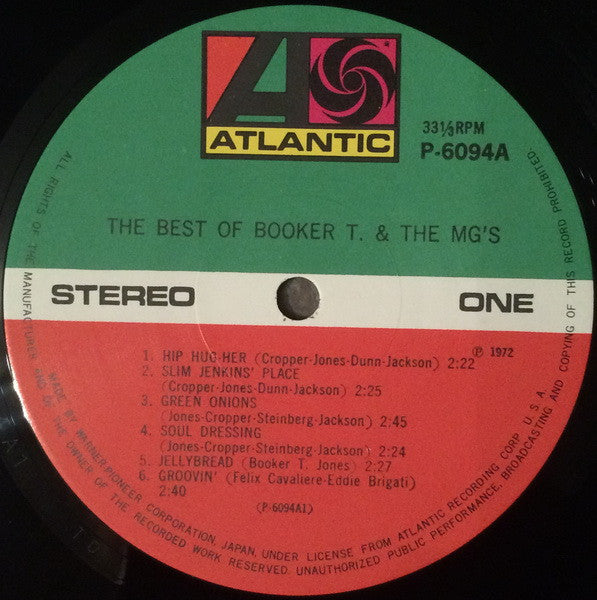 ATLANTIC
33⅓RPM
P-6094A
THE BEST OF BOOKER T. & THE MG'S
STEREO
ONE
℗ 1972
1. HIP HUG-HER (Cropper-Jones-Dunn-Jackson) 2:22
2. SLIM JENKINS' PLACE
(Cropper-Jones-Dunn-Jackson) 2:25
3. GREEN ONIONS
(Jones-Cropper-Steinberg-Jackson) 2:45
4. SOUL DRESSING
(Jones-Cropper-Steinberg-Jackson) 2:24
5. JELLYBREAD (Booker T. Jones) 2:27
6. GROOVIN' (Felix Cavaliere-Eddie Brigati)
2:40
(P-6094A1)
MADE BY WARNER-PIONEER CORPORATION, JAPAN, UNDER LICENSE FROM ATLANTIC RECORDING CORP. U.S.A.
ALL RIGHTS OF THE MANUFACTURER AND OF THE OWNER OF THE RECORDED WORK RESERVED. UNAUTHORIZED PUBLIC PERFORMANCE, BROADCASTING AND COPYING OF THIS RECORD PROHIBITED.